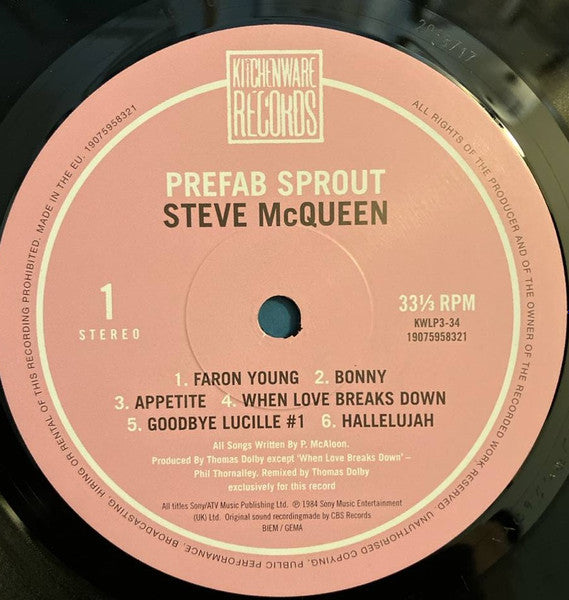 KITCHENWARE
RECORDS
PREFAB SPROUT
STEVE McQUEEN
1
STEREO
33⅓ RPM
KWLP3-34
19075958321
1. FARON YOUNG 2. BONNY
3. APPETITE 4. WHEN LOVE BREAKS DOWN
5. GOODBYE LUCILLE #1 6. HALLELUJAH
All Songs Written By P. McAloon.
Produced By Thomas Dolby except 'When Love Breaks Down' –
Phil Thornalley. Remixed by Thomas Dolby
exclusively for this record
All titles Sony/ATV Music Publishing Ltd. ℗ 1984 Sony Music Entertainment
(UK) Ltd. Original sound recordingmade by CBS Records
BIEM / GEMA
ALL RIGHTS OF THE PRODUCER AND OF THE OWNER OF THE RECORDED WORK RESERVED. UNAUTHORISED COPYING, PUBLIC PERFORMANCE, BROADCASTING, HIRING OR RENTAL OF THIS RECORDING PROHIBITED. MADE IN THE EU. 19075958321